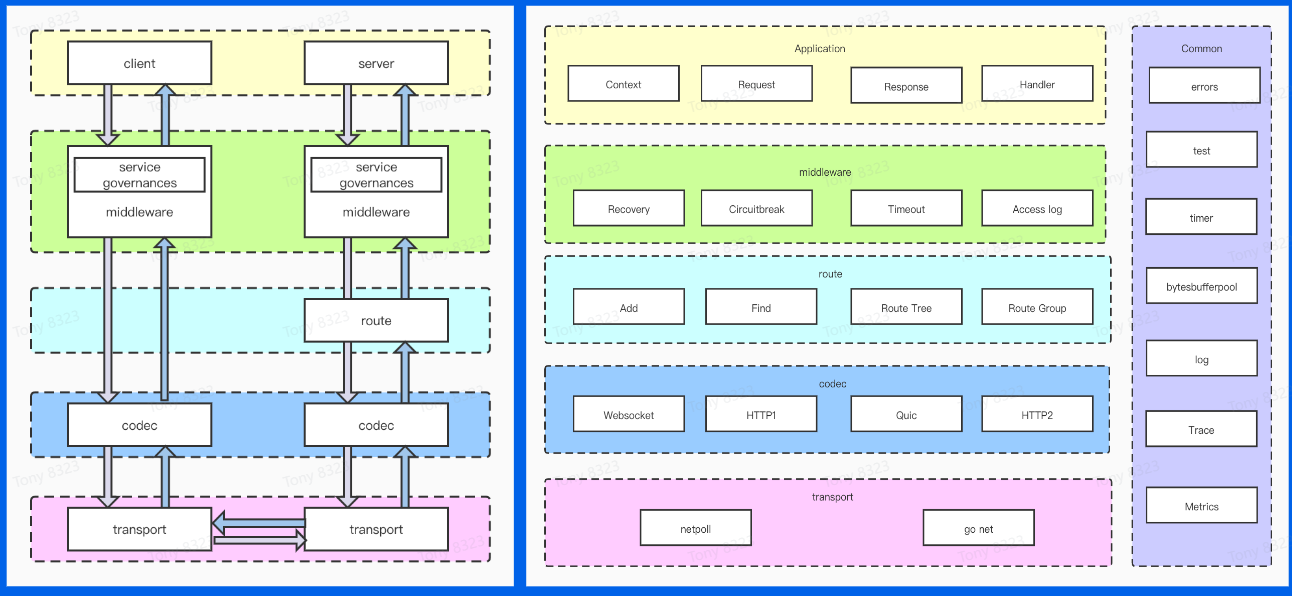 client
server
service
governances
middleware
service
governances
middleware
route
codec
codec
transport
transport
Application
Context
Request
Response
Handler
middleware
Recovery
Circuitbreak
Timeout
Access log
route
Add
Find
Route Tree
Route Group
codec
Websocket
HTTP1
Quic
HTTP2
transport
netpoll
go net
Common
errors
test
timer
bytesbufferpool
log
Trace
Metrics
Tony 8323